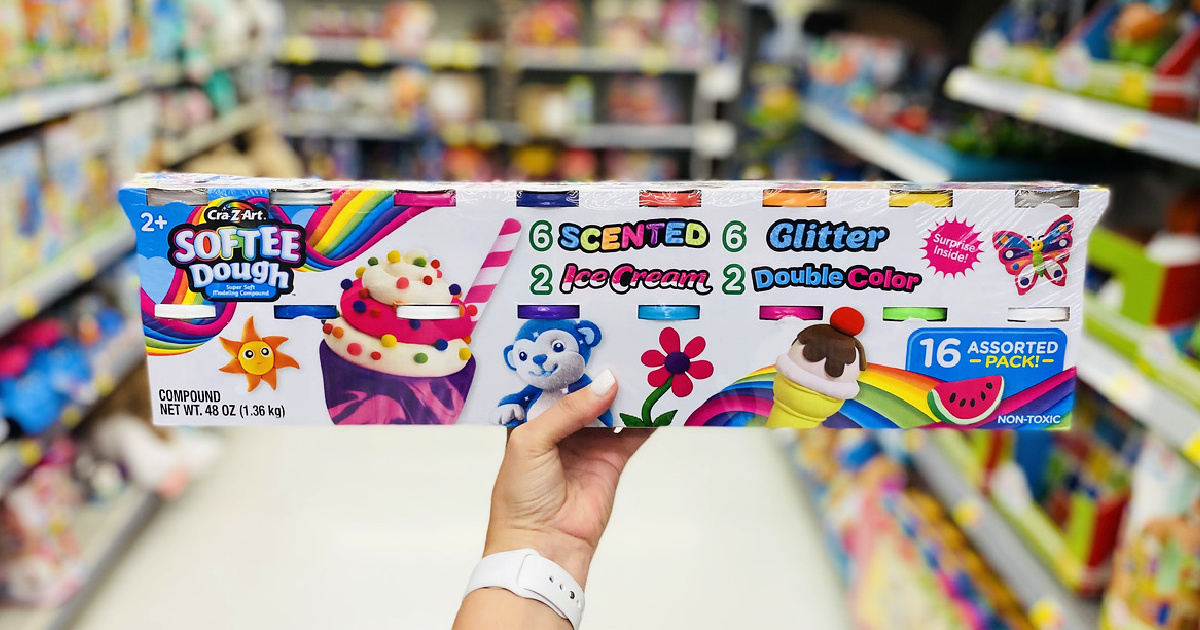 2+
Cra-Z-Art
SOFTEE
Dough
Super Soft
Modeling Compound
COMPOUND
NET WT. 48 OZ (1.36 kg)
6 SCENTED 6 Glitter
2 Ice Cream 2 Double Color
Surprise
Inside!
16 ASSORTED
PACK!
NON-TOXIC